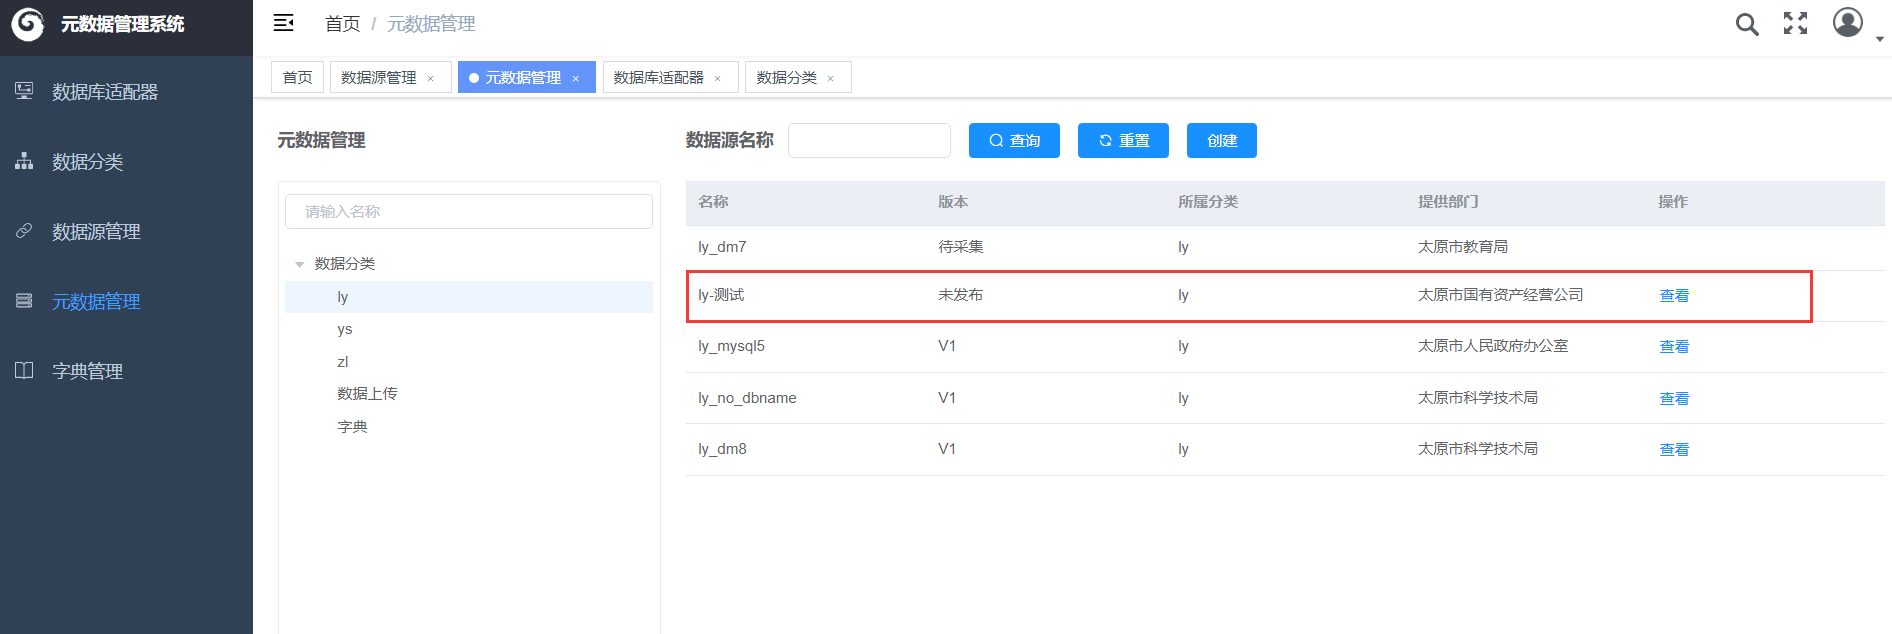 元数据管理系统
首页 / 元数据管理
首页
数据源管理 ×
元数据管理 ×
数据库适配器 ×
数据分类 ×
数据库适配器
数据分类
数据源管理
元数据管理
字典管理
元数据管理
请输入名称
数据分类
ly
ys
zl
数据上传
字典
数据源名称
查询
重置
创建
名称 版本 所属分类 提供部门 操作
ly_dm7 待采集 ly 太原市教育局
ly-测试 未发布 ly 太原市国有资产经营公司 查看
ly_mysql5 V1 ly 太原市人民政府办公室 查看
ly_no_dbname V1 ly 太原市科学技术局 查看
ly_dm8 V1 ly 太原市科学技术局 查看